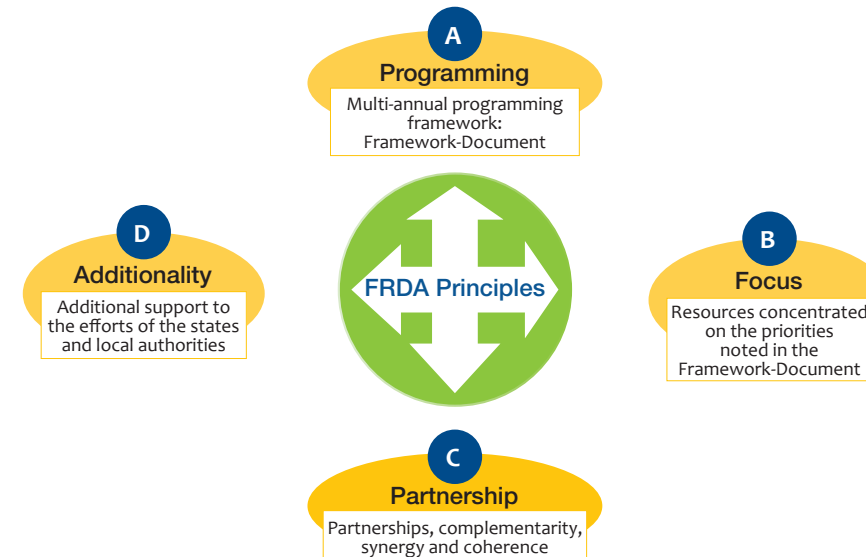 A
Programming
Multi-annual programming
framework:
Framework-Document
D
Additionality
Additional support to
the efforts of the states
and local authorities
FRDA Principles
B
Focus
Resources concentrated
on the priorities
noted in the
Framework-Document
C
Partnership
Partnerships, complementarity,
synergy and coherence